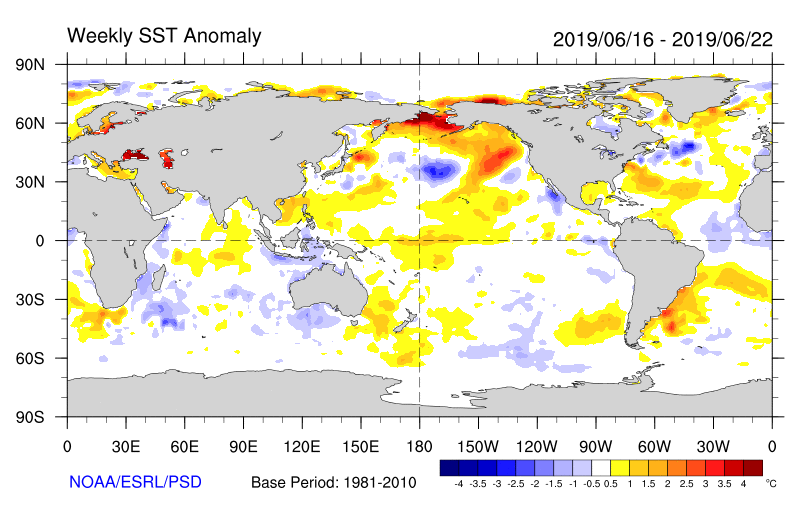 Weekly SST Anomaly 2019/06/16 - 2019/06/22
90N
60N
30N
0
30S
60S
90S
0 30E 60E 90E 120E 150E 180 150W 120W 90W 60W 30W 0
NOAA/ESRL/PSD Base Period: 1981-2010
-4 -3.5 -3 -2.5 -2 -1.5 -1 -0.5 0.5 1 1.5 2 2.5 3 3.5 4 °C